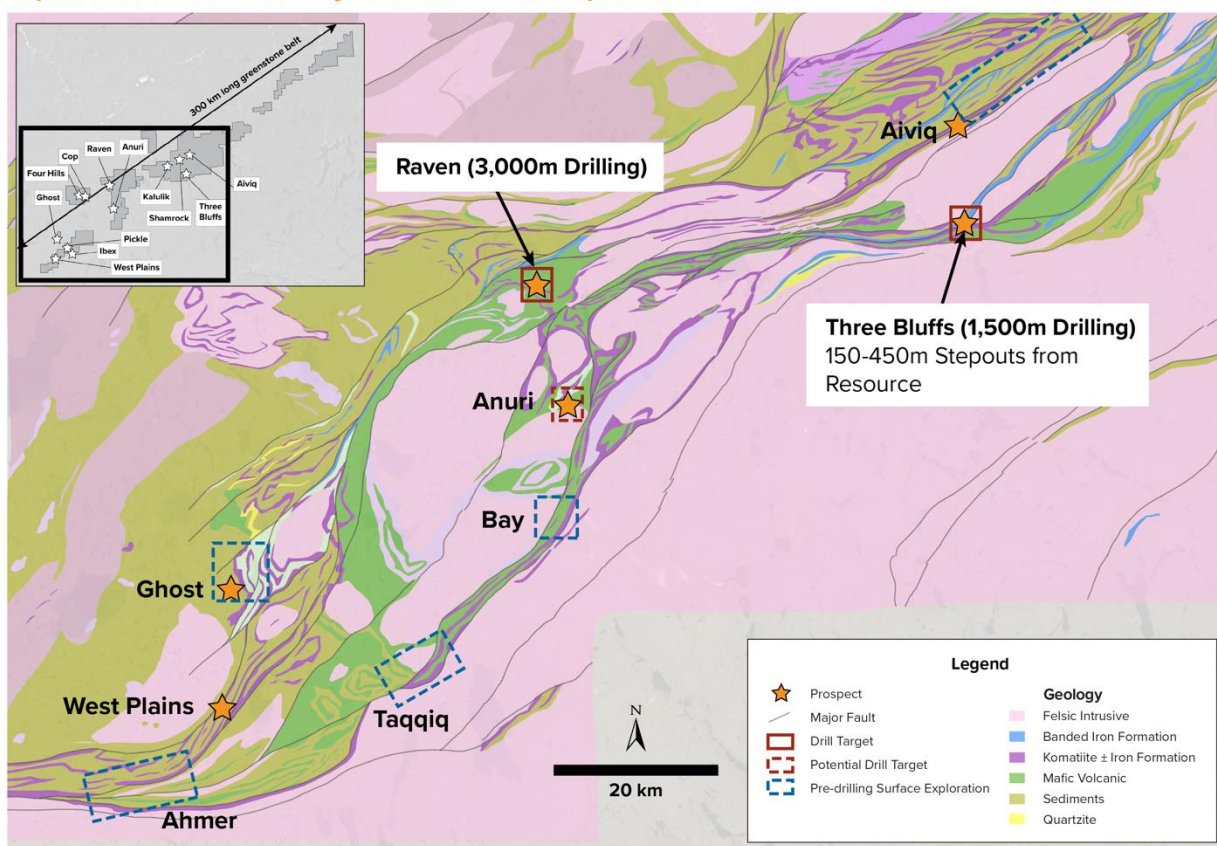 300 km long greenstone belt
Cop
Raven
Anuri
Four Hills
Ghost
Kalulik
Aiviq
Shamrock
Three
Bluffs
Pickle
Ibex
West Plains
Aiviq
Raven (3,000m Drilling)
Three Bluffs (1,500m Drilling)
150-450m Stepouts from
Resource
Anuri
Bay
Ghost
West Plains
Taqqiq
Ahmer
N
20 km
Legend
Prospect
Major Fault
Drill Target
Potential Drill Target
Pre-drilling Surface Exploration
Geology
Felsic Intrusive
Banded Iron Formation
Komatiite ± Iron Formation
Mafic Volcanic
Sediments
Quartzite